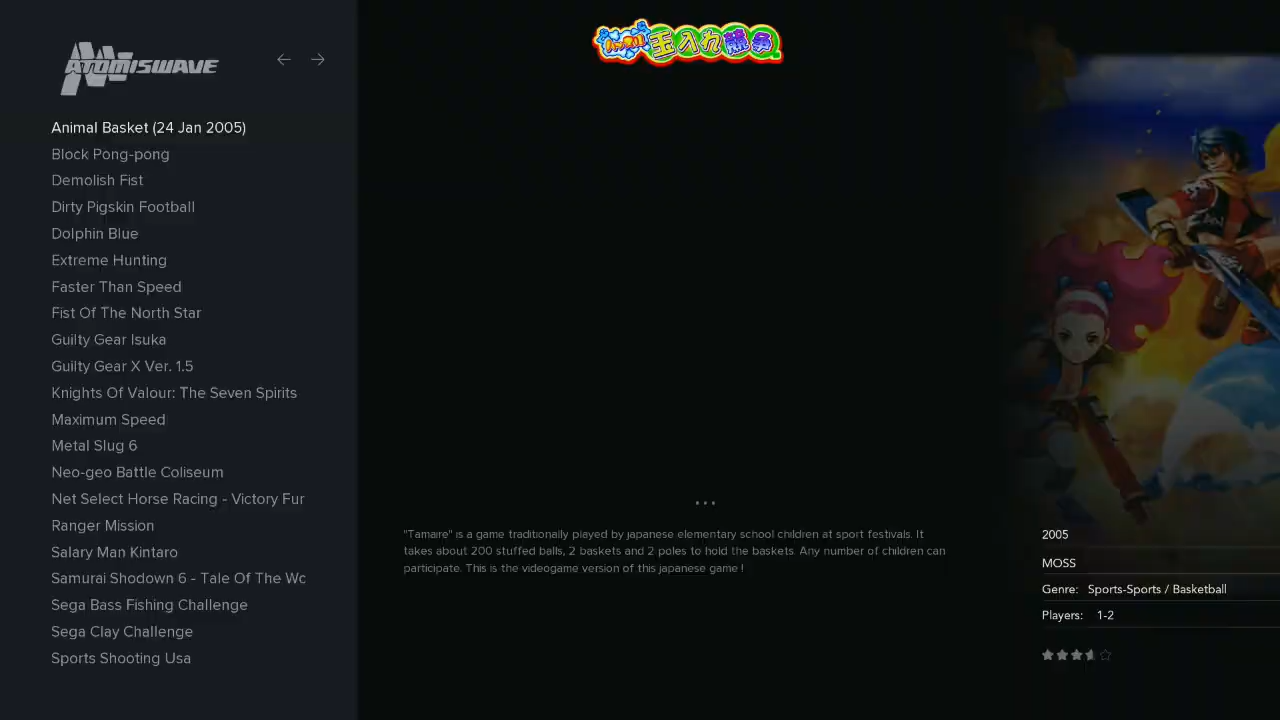 ATOMISWAVE
Animal Basket (24 Jan 2005)
Block Pong-pong
Demolish Fist
Dirty Pigskin Football
Dolphin Blue
Extreme Hunting
Faster Than Speed
Fist Of The North Star
Guilty Gear Isuka
Guilty Gear X Ver. 1.5
Knights Of Valour: The Seven Spirits
Maximum Speed
Metal Slug 6
Neo-geo Battle Coliseum
Net Select Horse Racing - Victory Fur
Ranger Mission
Salary Man Kintaro
Samurai Shodown 6 - Tale Of The Wc
Sega Bass Fishing Challenge
Sega Clay Challenge
Sports Shooting Usa
玉入れ競争
...
"Tamaire" is a game traditionally played by japanese elementary school children at sport festivals. It
takes about 200 stuffed balls, 2 baskets and 2 poles to hold the baskets. Any number of children can
participate. This is the videogame version of this japanese game !
2005
MOSS
Genre: Sports-Sports / Basketball
Players: 1-2